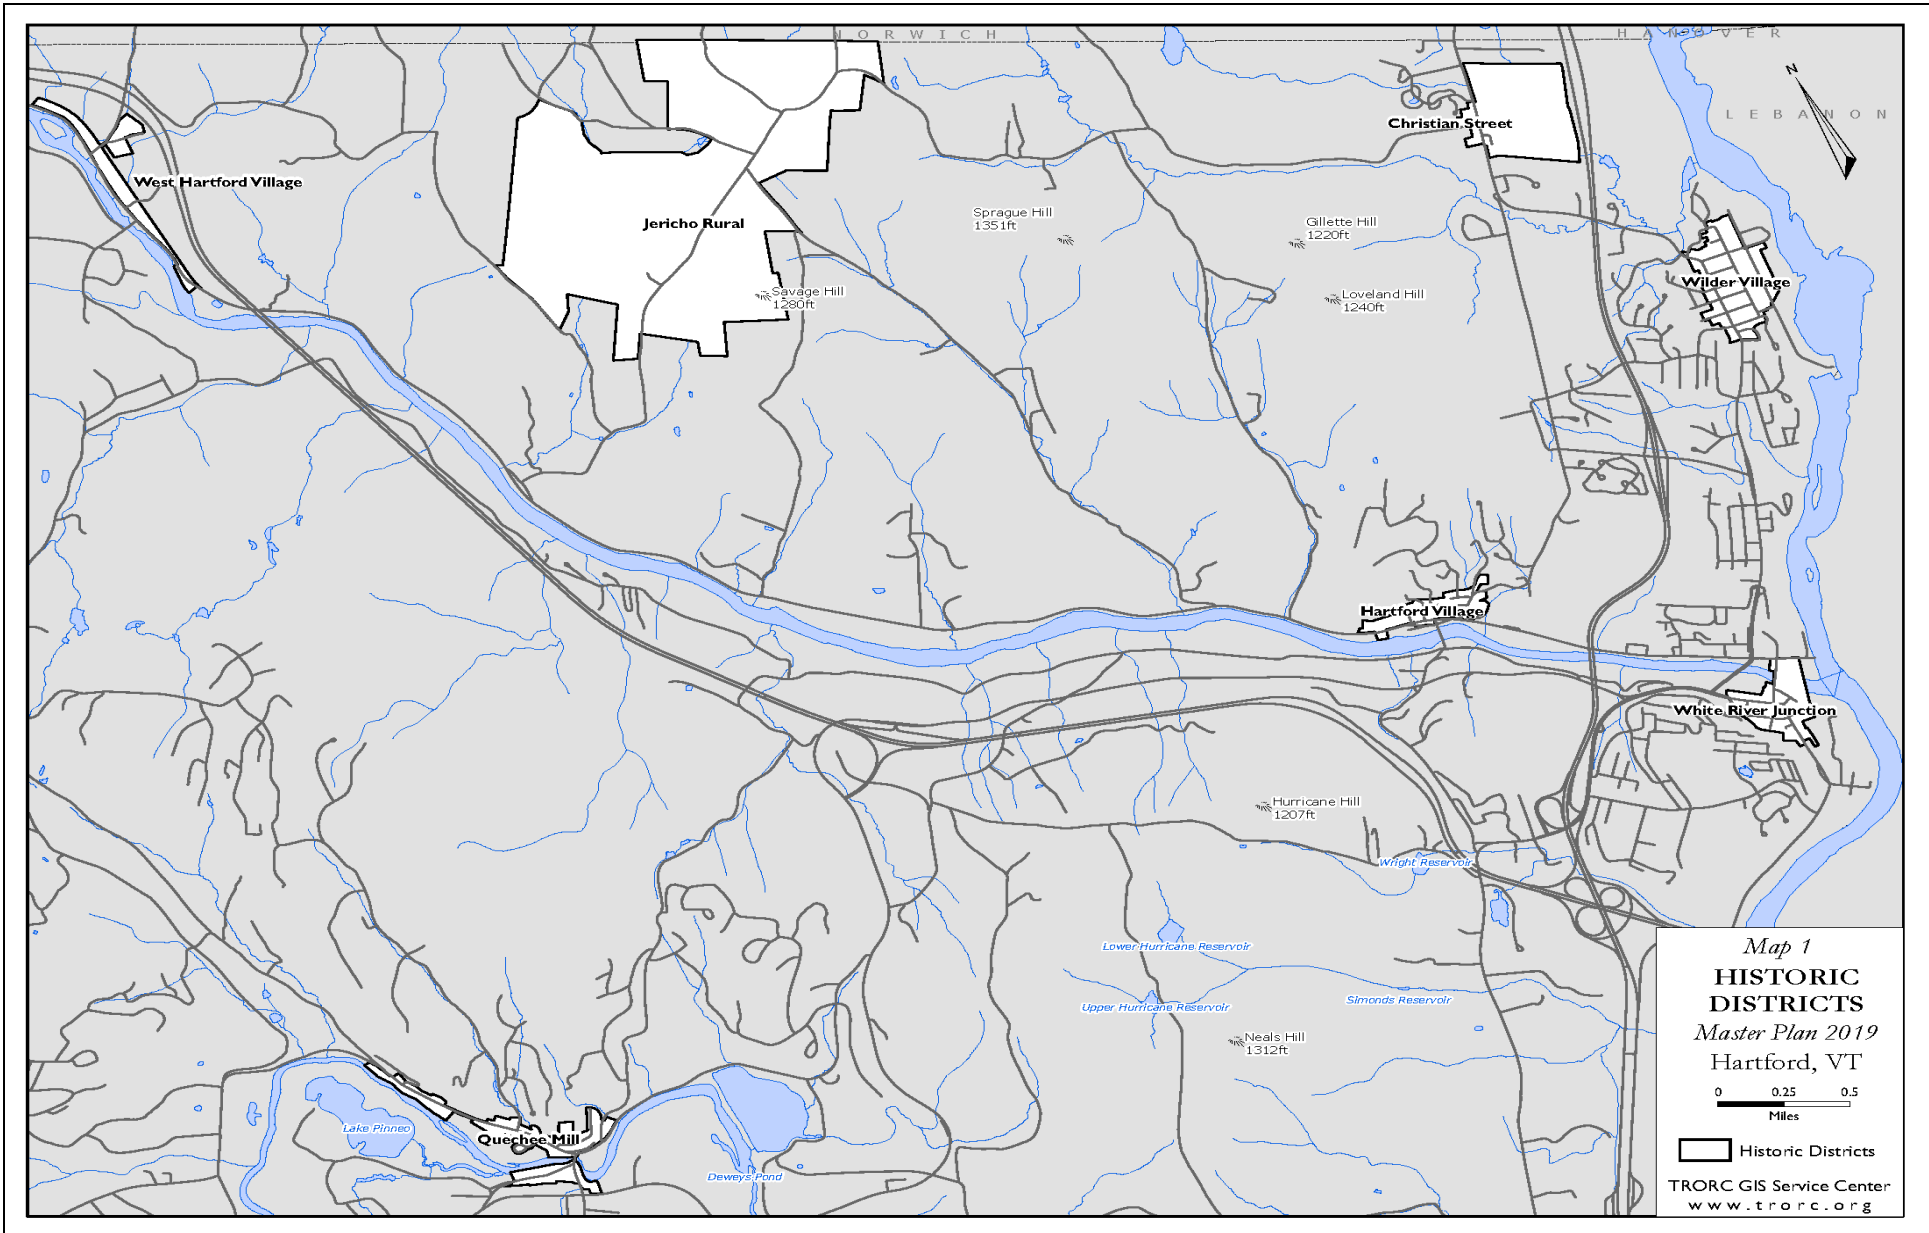 NORWICH
HANOVER
N
LEBANON
Christian Street
West Hartford Village
Jericho Rural
Sprague Hill
1351ft
Gillette Hill
1220ft
Wilder Village
Savage Hill
1280ft
Loveland Hill
1240ft
Hartford Village
White River Junction
Hurricane Hill
1207ft
Wright Reservoir
Lower Hurricane Reservoir
Upper Hurricane Reservoir
Simonds Reservoir
Neals Hill
1312ft
Lake Pinneo
Quechee Mill
Deweys Pond
Map 1
HISTORIC
DISTRICTS
Master Plan 2019
Hartford, VT
0 0.25 0.5
Miles
Historic Districts
TRORC GIS Service Center
www.trorc.org